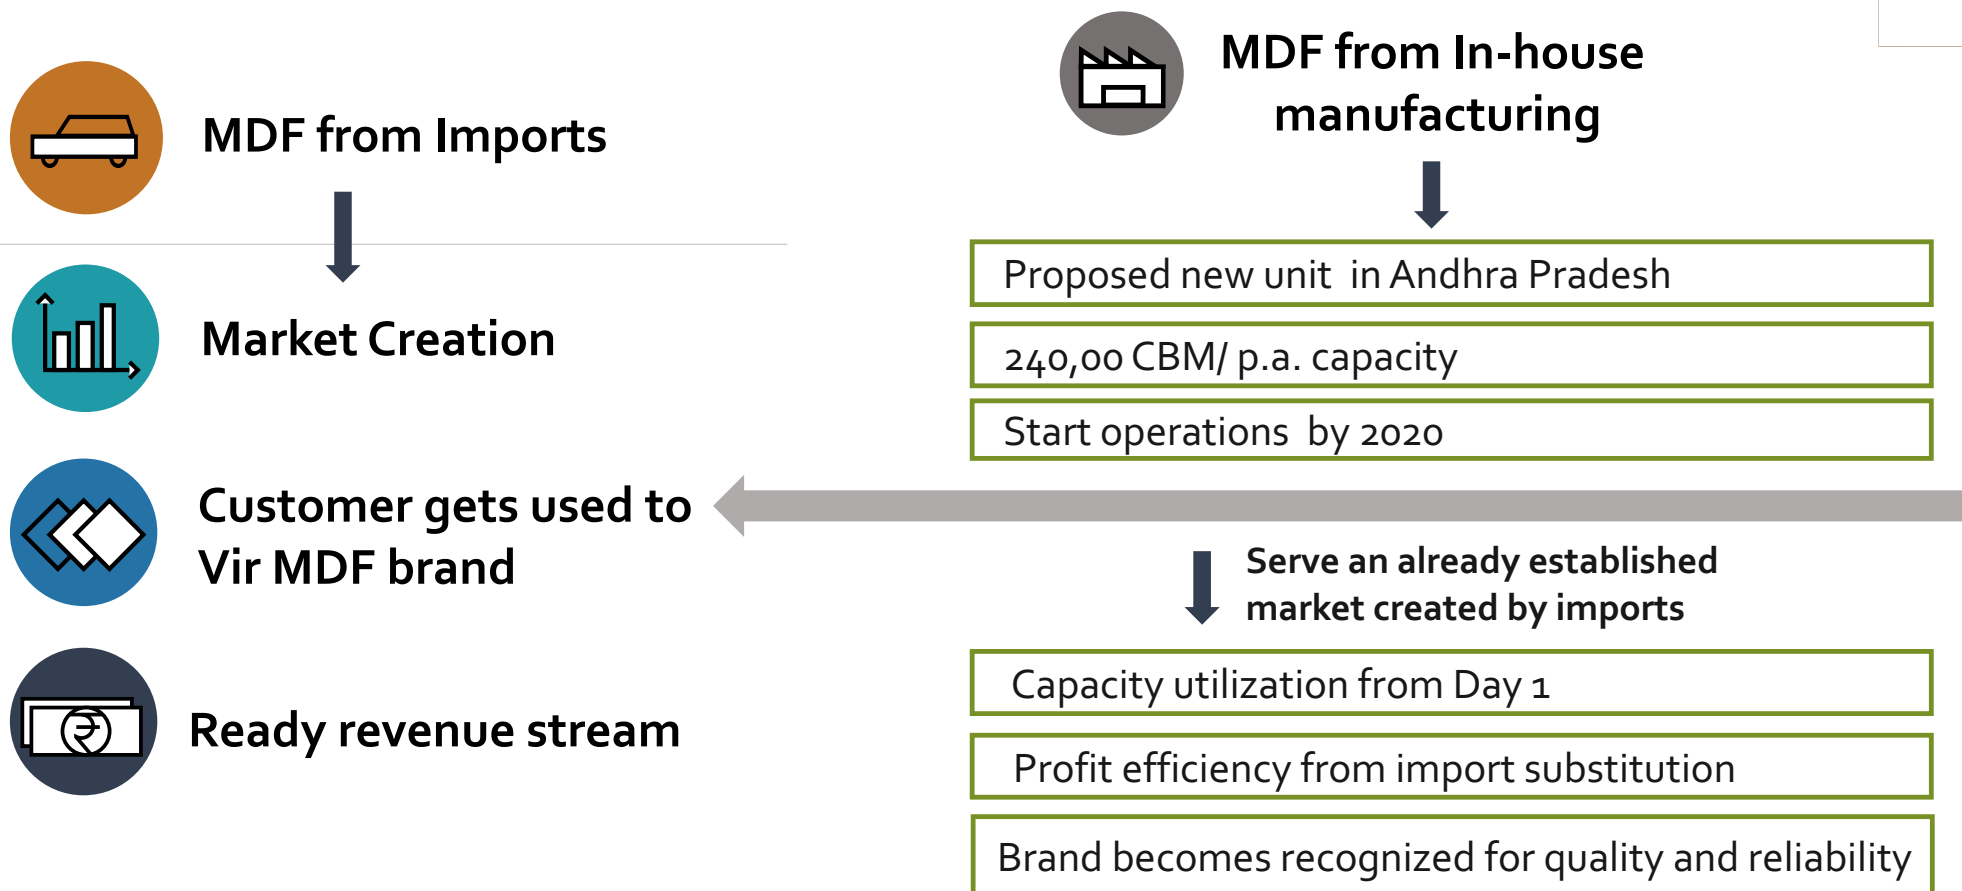 MDF from Imports
Market Creation
Customer gets used to
Vir MDF brand
Ready revenue stream
MDF from In-house
manufacturing
Proposed new unit in Andhra Pradesh
240,00 CBM/ p.a. capacity
Start operations by 2020
Serve an already established
market created by imports
Capacity utilization from Day 1
Profit efficiency from import substitution
Brand becomes recognized for quality and reliability